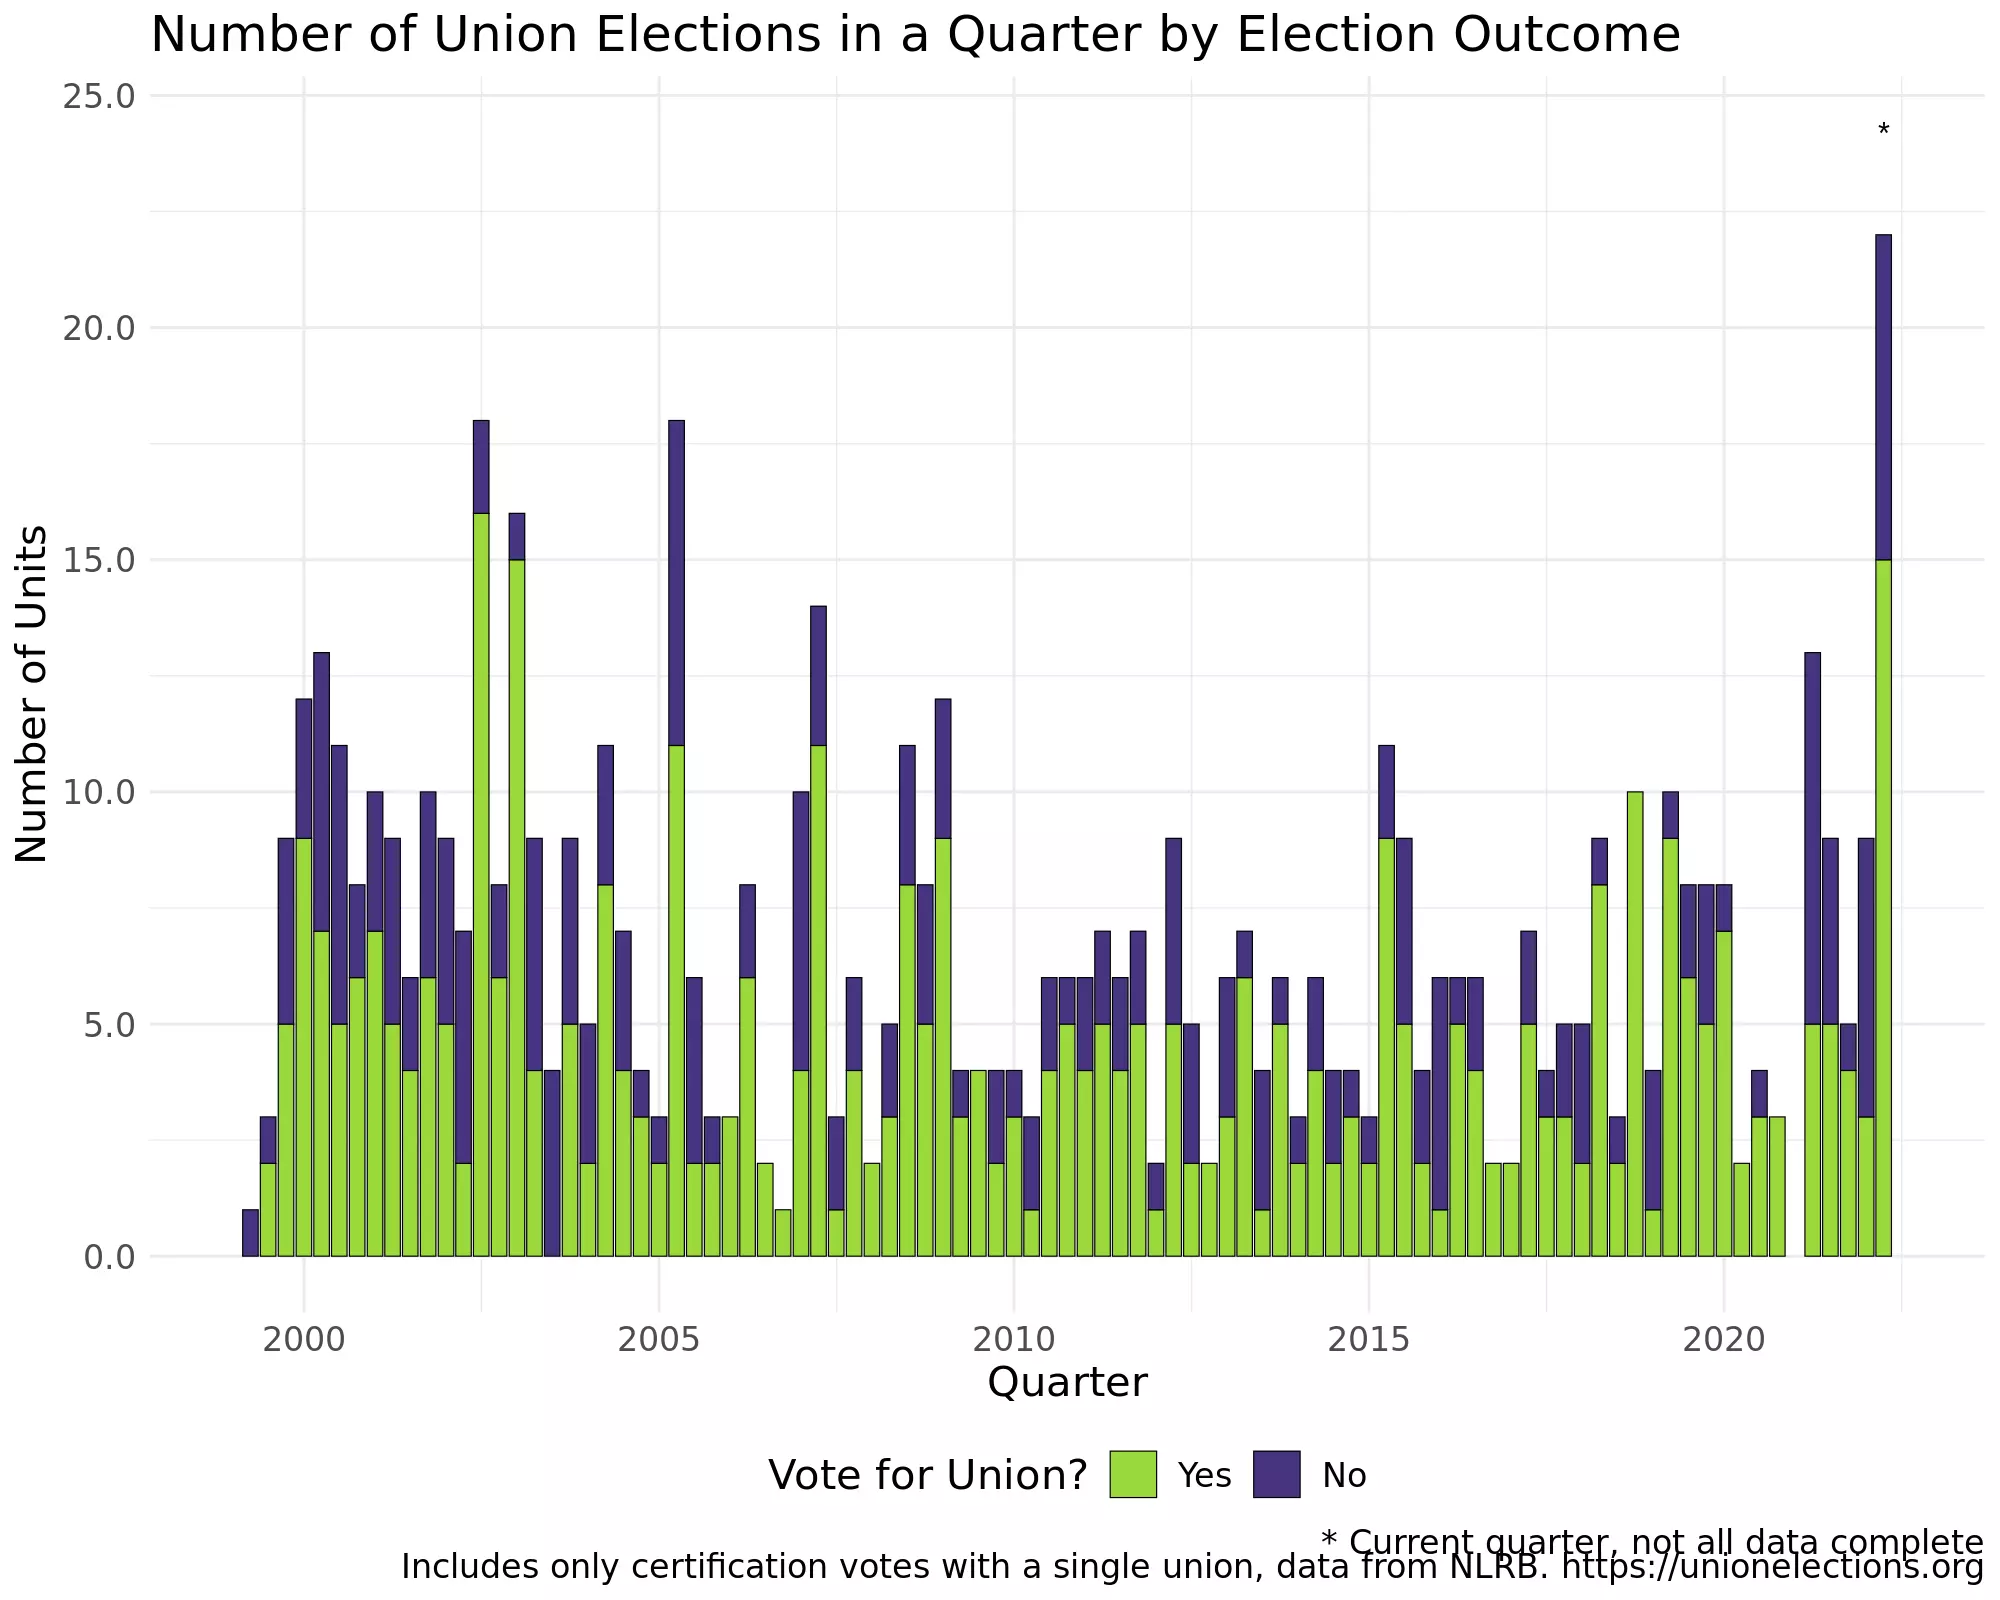 Number of Union Elections in a Quarter by Election Outcome
25.0
*
20.0
15.0
10.0
5.0
0.0
Number of Units
2000 2005 2010 2015 2020
Quarter
Vote for Union? Yes No
* Current quarter, not all data complete
Includes only certification votes with a single union, data from NLRB. https://unionelections.org